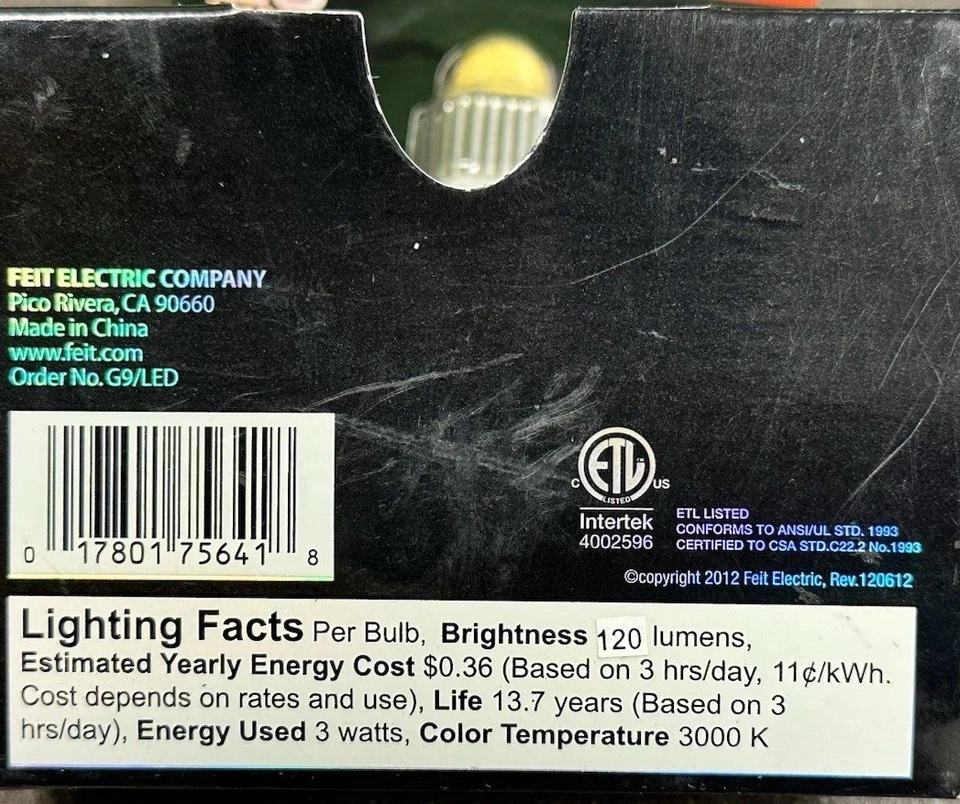 FEIT ELECTRIC COMPANY
Pico Rivera, CA 90660
Made in China
www.feit.com
Order No. G9/LED
0 17801 75641 8
C ETL US
LISTED
Intertek
4002596
ETL LISTED
CONFORMS TO ANSI/UL STD. 1993
CERTIFIED TO CSA STD.C22.2 No.1993
©copyright 2012 Feit Electric, Rev.120612
Lighting Facts Per Bulb, Brightness 120 lumens,
Estimated Yearly Energy Cost $0.36 (Based on 3 hrs/day, 11¢/kWh.
Cost depends on rates and use), Life 13.7 years (Based on 3
hrs/day), Energy Used 3 watts, Color Temperature 3000 K